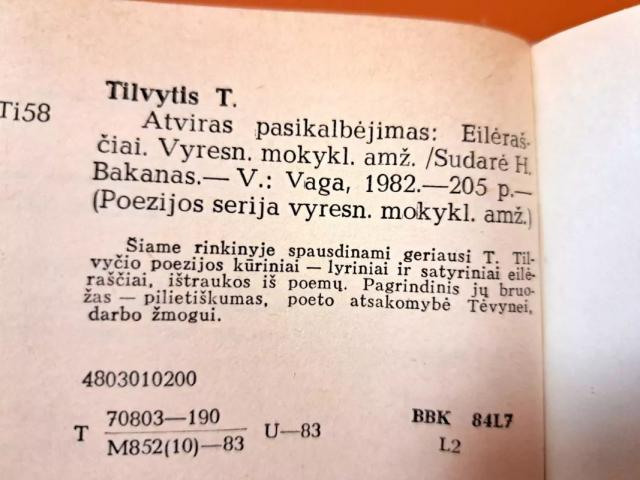 Tilvytis T.
Ti58
Atviras pasikalbėjimas: Eilėraš-
čiai. Vyresn. mokykl. amž. /Sudarė H.
Bakanas.— V.: Vaga, 1982.—205 p.—
(Poezijos serija vyresn. mokykl. amž.)
Šiame rinkinyje spausdinami geriausi T. Til-
vyčio poezijos kūriniai — lyriniai ir satyriniai eilė-
raščiai, ištraukos iš poemų. Pagrindinis jų bruo-
žas — pilietiškumas, poeto atsakomybė Tėvynei,
darbo žmogui.
4803010200
T 70803—190 U—83 BBK 84L7
M852(10)—83 L2